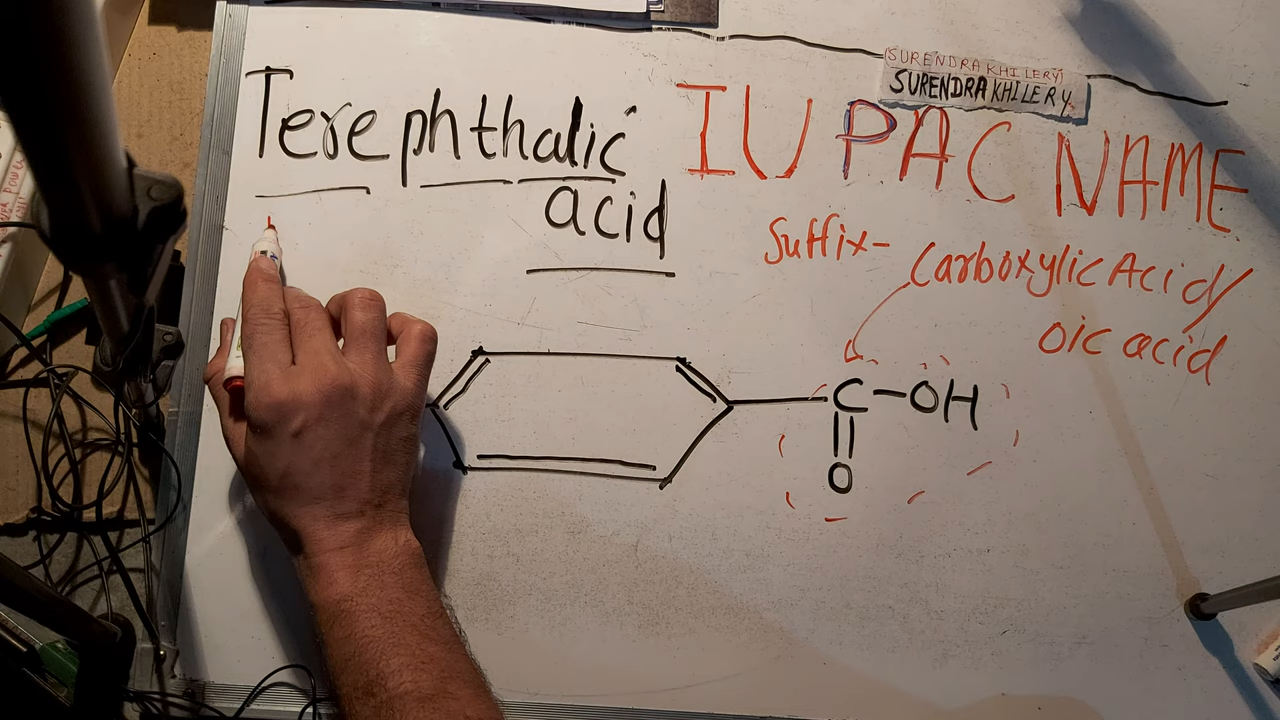 Terephthalic
acid
IUPAC NAME
(SURENDRA KHILERY)
SURENDRA KHILERY
Suffix- Carboxylic Acid/
oic acid
C-OH
O